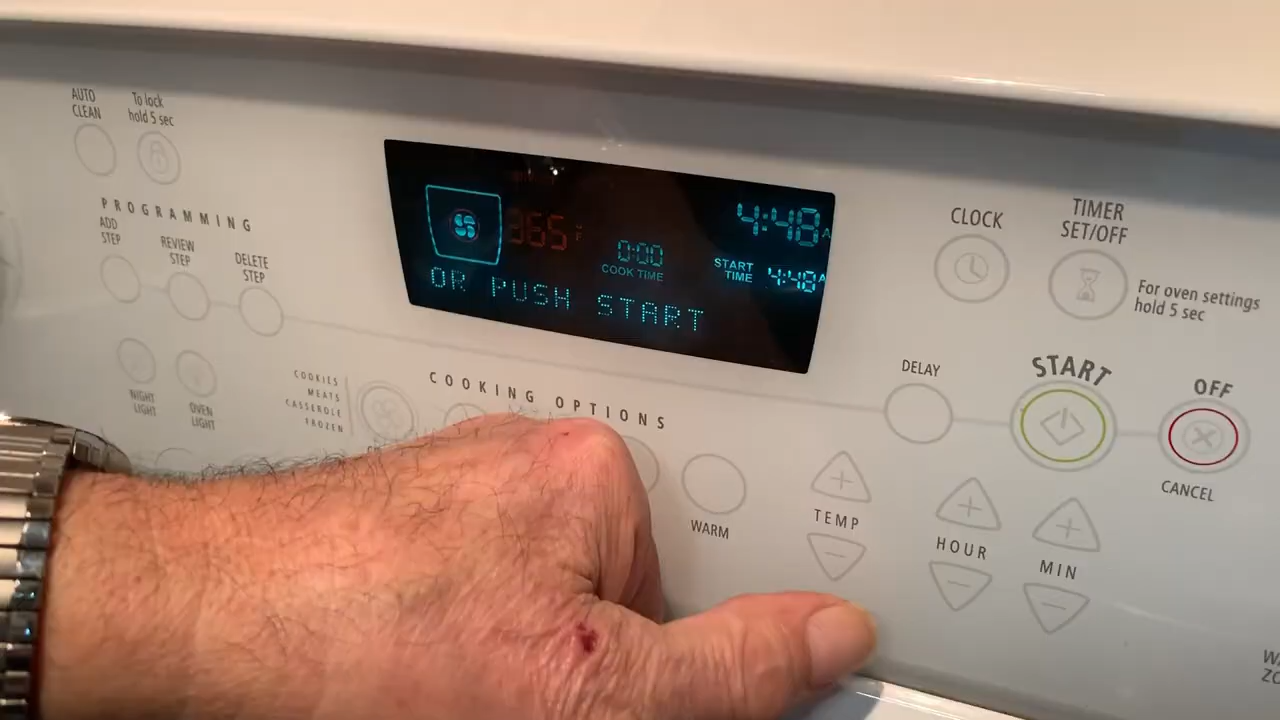 AUTO
CLEAN
To lock
hold 5 sec
PROGRAMMING
ADD
STEP
REVIEW
STEP
DELETE
STEP
NIGHT
LIGHT
OVEN
LIGHT
365°F
0:00
COOK TIME
4:48A
START
TIME 4:48A
OR PUSH START
COOKIES
MEATS
CASSEROLE
FROZEN
COOKING OPTIONS
WARM
TEMP
HOUR
MIN
CLOCK
TIMER
SET/OFF
For oven settings
hold 5 sec
DELAY
START
OFF
CANCEL